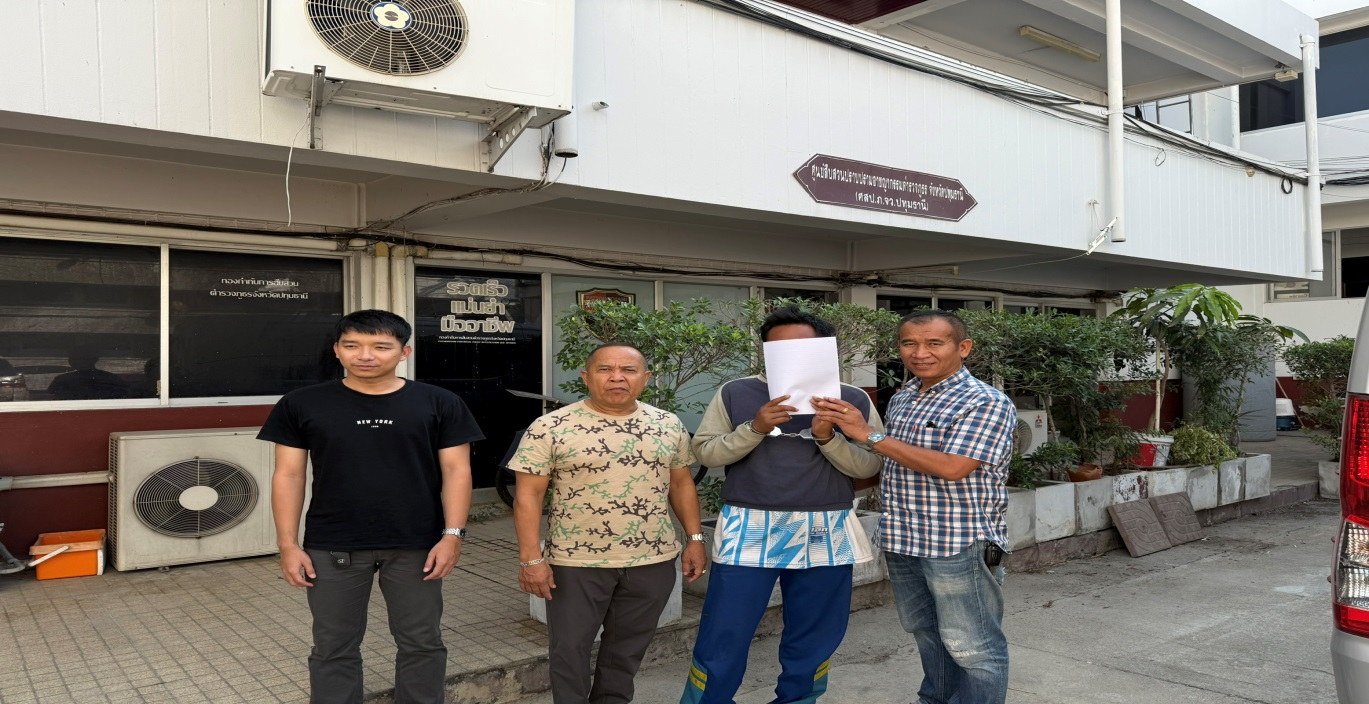 ศูนย์สืบสวนปราบปรามอาชญากรรมตำรวจภูธร จังหวัดปทุมธานี
(ศสป.ภ.จว.ปทุมธานี)
กองกำกับการสืบสวน
ตำรวจภูธรจังหวัดปทุมธานี
รวดเร็ว
แม่นยำ
มืออาชีพ
NEW YORK